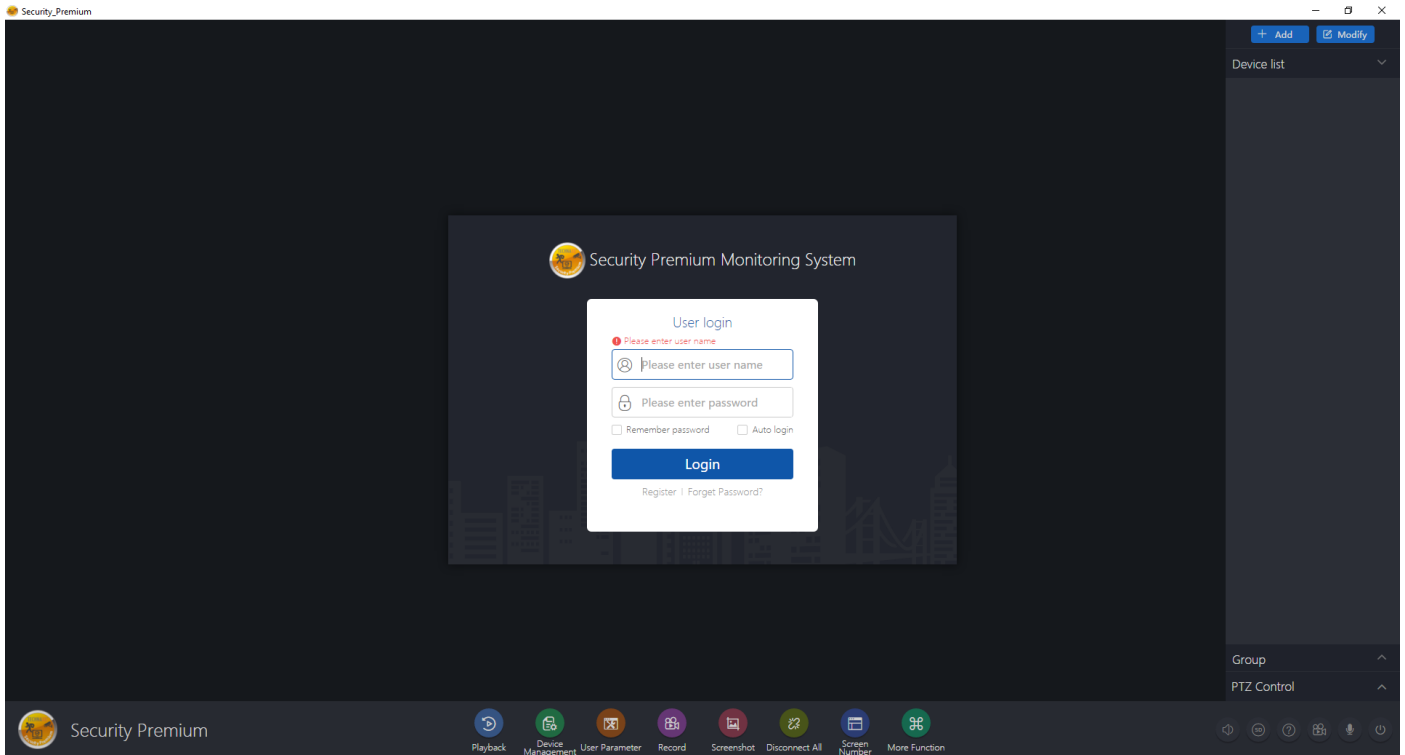 Security_Premium
+ Add
Modify
Device list
Security Premium Monitoring System
User login
Please enter user name
Please enter user name
Please enter password
Remember password
Auto login
Login
Register | Forget Password?
Group
PTZ Control
Security Premium
Playback
Device Management
User Parameter
Record
Screenshot
Disconnect All
Screen Number
More Function